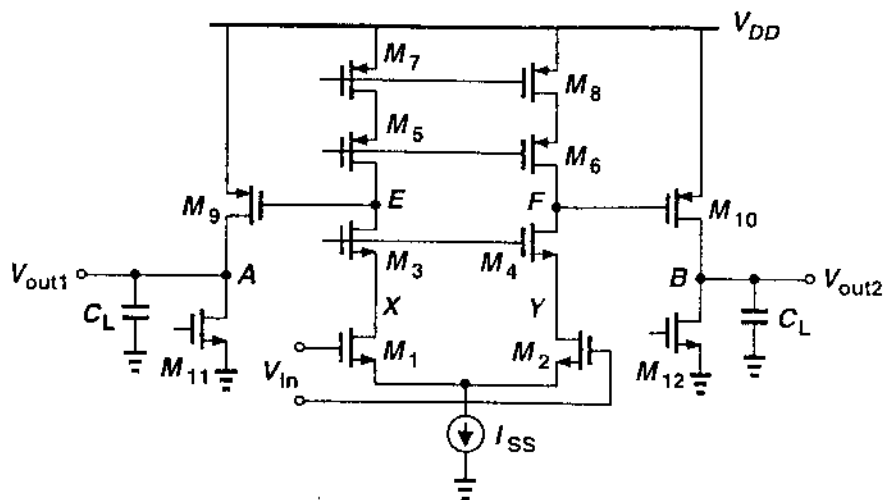 V_DD
M_7
M_8
M_5
M_6
E
F
M_9
M_10
M_3
M_4
V_out1
A
X
Y
B
V_out2
C_L
M_11
V_in
M_1
M_2
M_12
C_L
I_SS